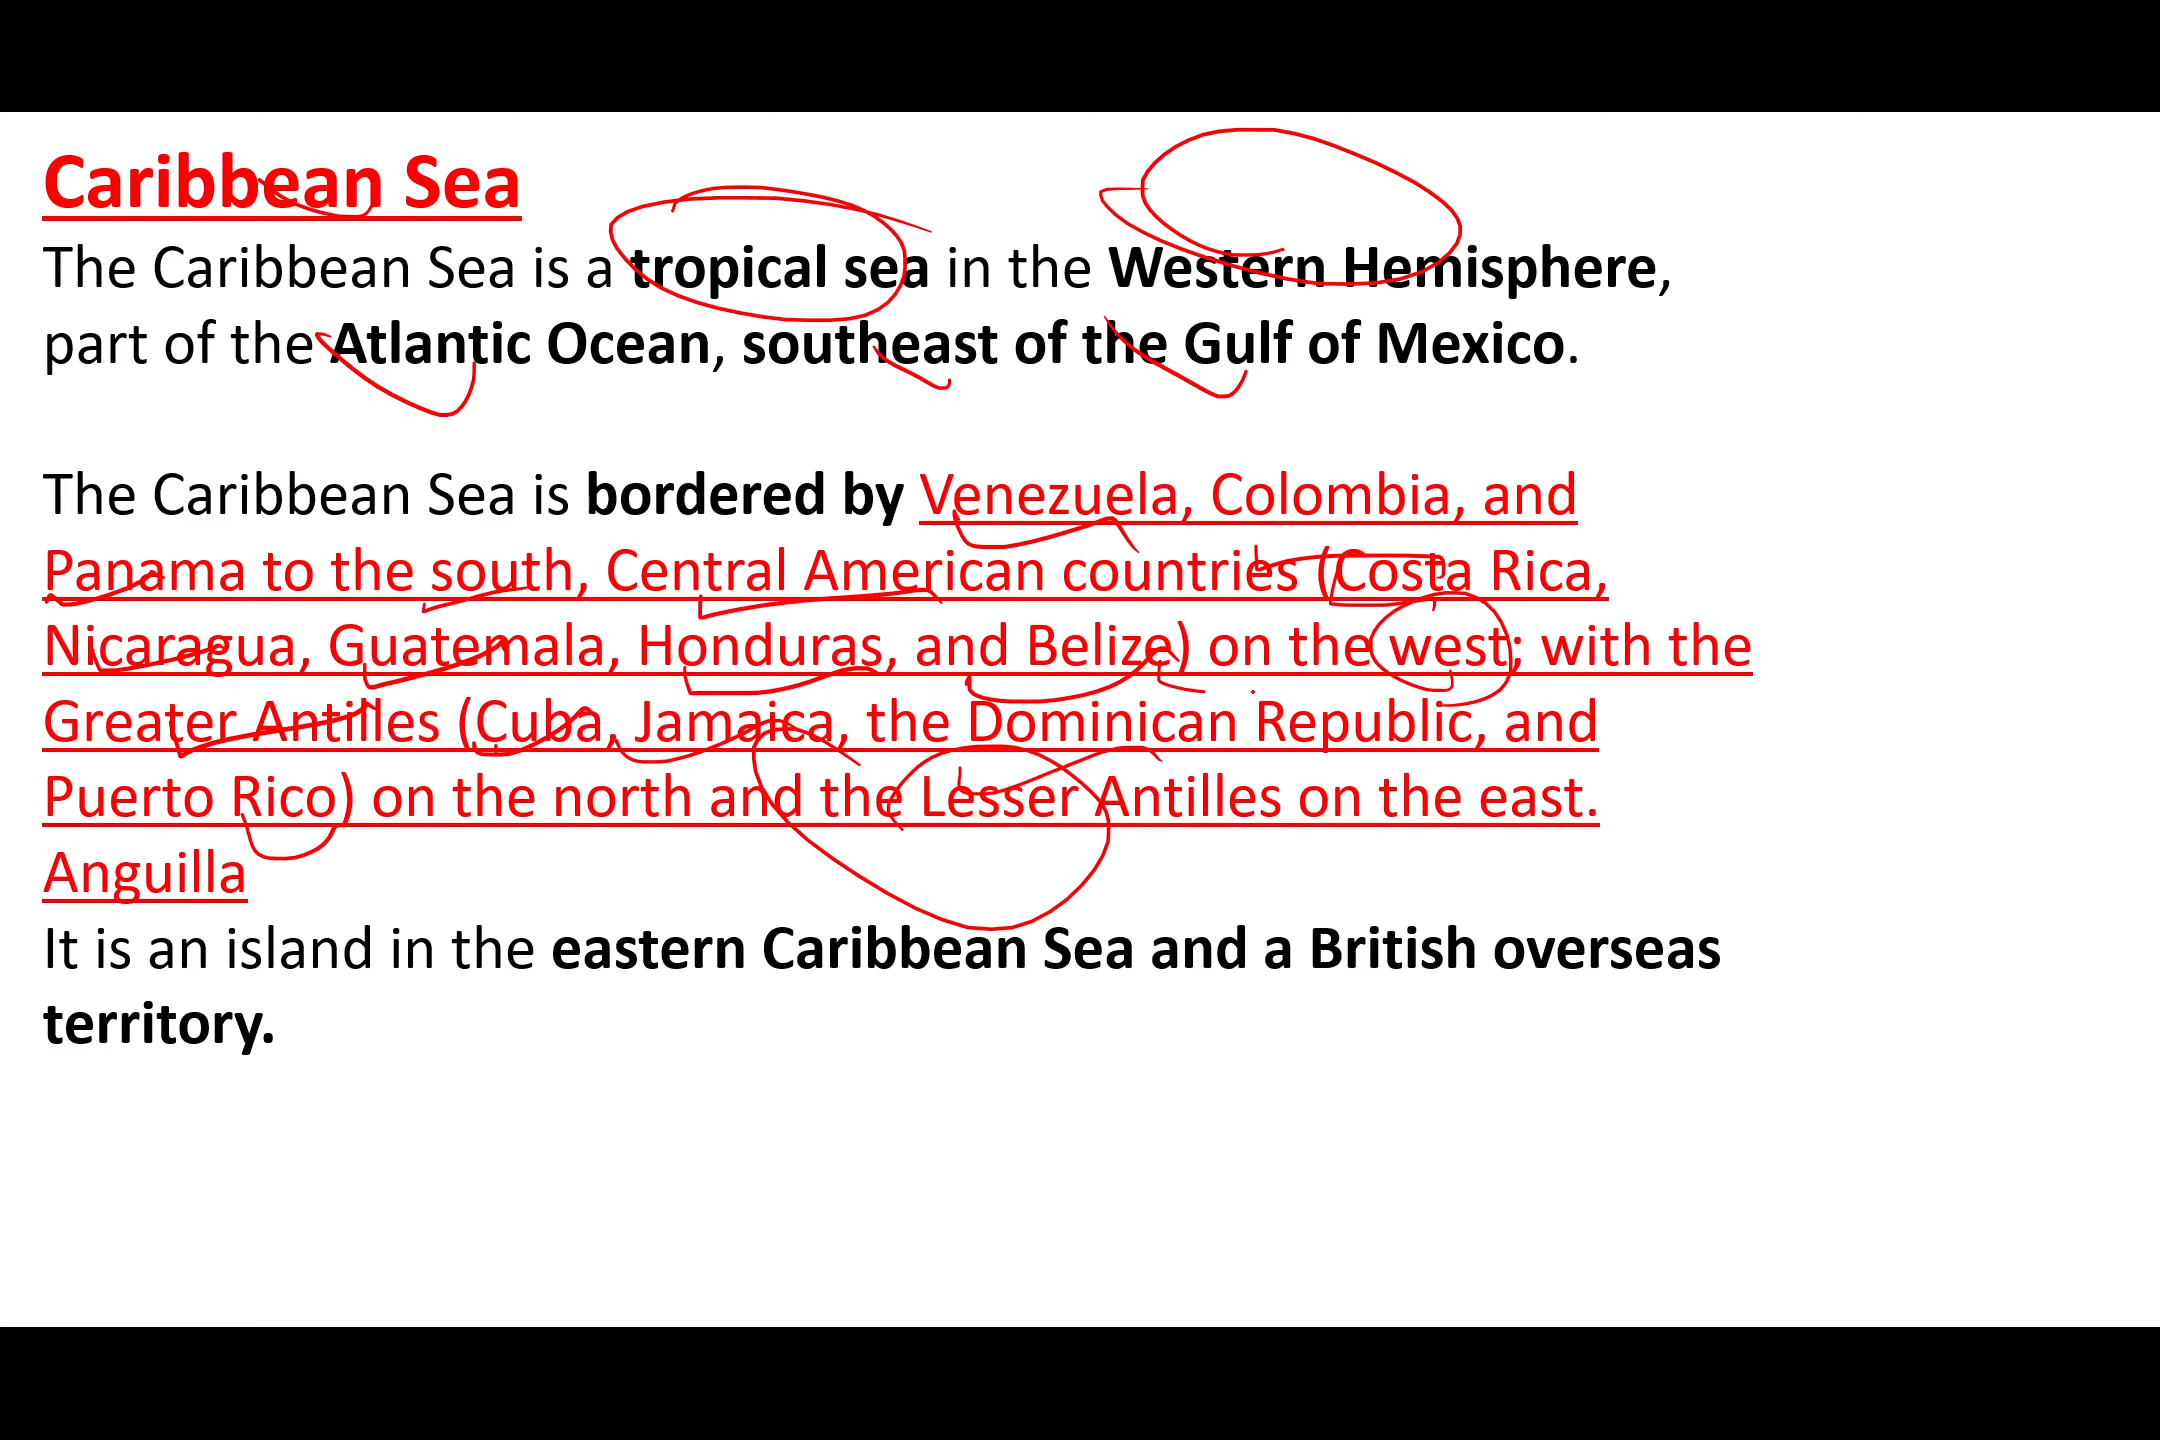 Caribbean Sea
The Caribbean Sea is a tropical sea in the Western Hemisphere,
part of the Atlantic Ocean, southeast of the Gulf of Mexico.
The Caribbean Sea is bordered by Venezuela, Colombia, and
Panama to the south, Central American countries (Costa Rica,
Nicaragua, Guatemala, Honduras, and Belize) on the west; with the
Greater Antilles (Cuba, Jamaica, the Dominican Republic, and
Puerto Rico) on the north and the Lesser Antilles on the east.
Anguilla
It is an island in the eastern Caribbean Sea and a British overseas
territory.